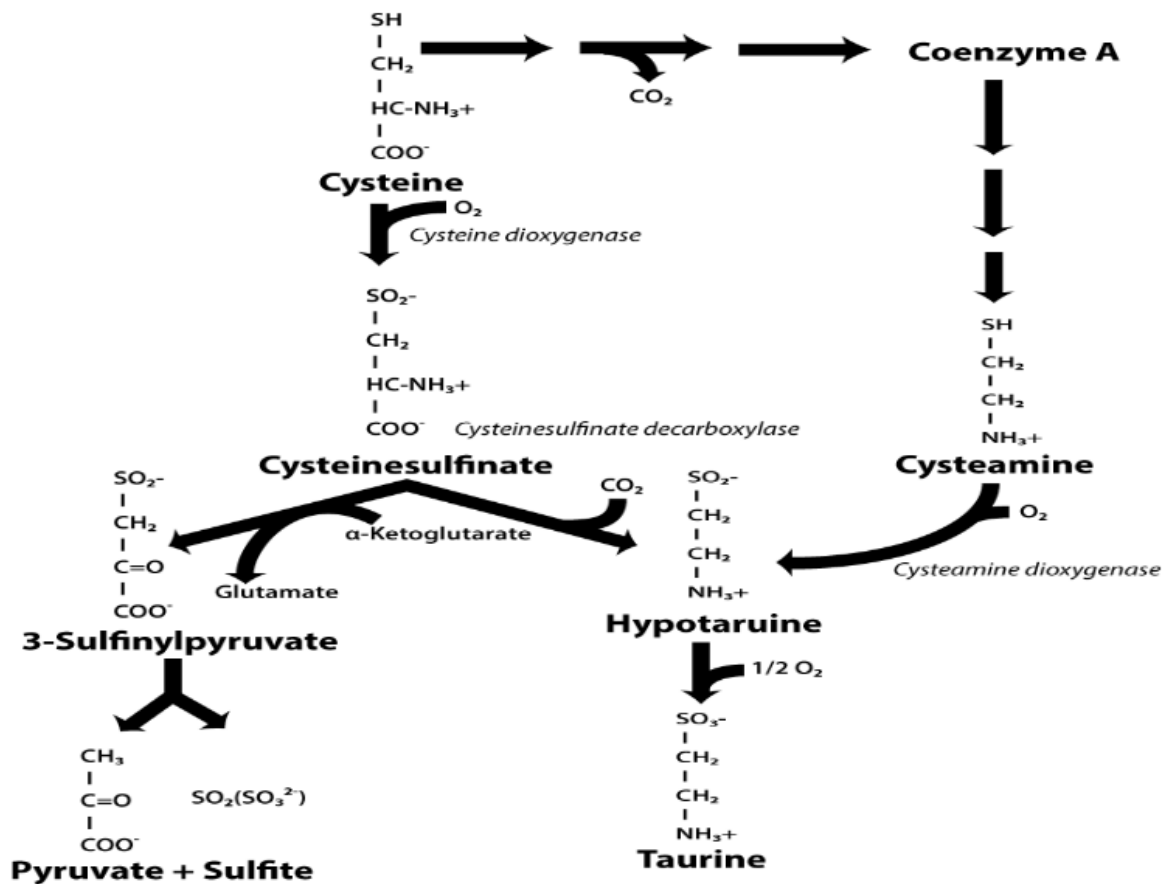 SH
CH₂
HC-NH₃+
COO⁻
Cysteine
CO₂
Coenzyme A
O₂
Cysteine dioxygenase
SO₂-
CH₂
HC-NH₃+
COO⁻
Cysteinesulfinate decarboxylase
Cysteinesulfinate
SH
CH₂
CH₂
NH₃+
Cysteamine
O₂
Cysteamine dioxygenase
α-Ketoglutarate
Glutamate
CO₂
SO₂-
CH₂
C=O
COO⁻
3-Sulfinylpyruvate
SO₂-
CH₂
CH₂
NH₃+
Hypotaruine
1/2 O₂
CH₃
C=O
COO⁻
SO₂(SO₃²⁻)
Pyruvate + Sulfite
SO₃-
CH₂
CH₂
NH₃+
Taurine